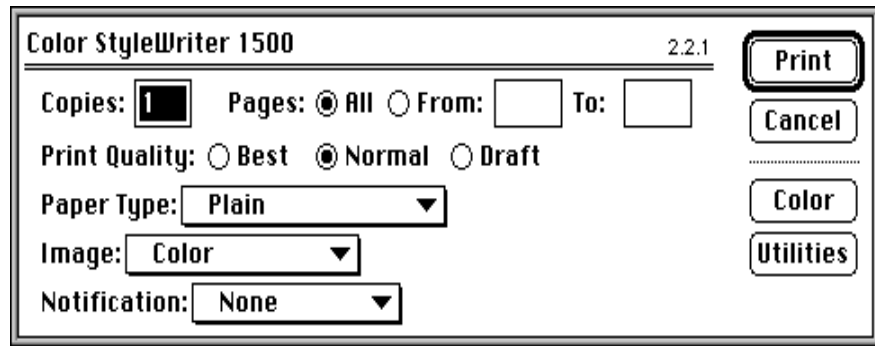 Color StyleWriter 1500 2.2.1 Print
Copies: 1 Pages: All From: To: Cancel
Print Quality: Best Normal Draft
Paper Type: Plain Color
Image: Color Utilities
Notification: None